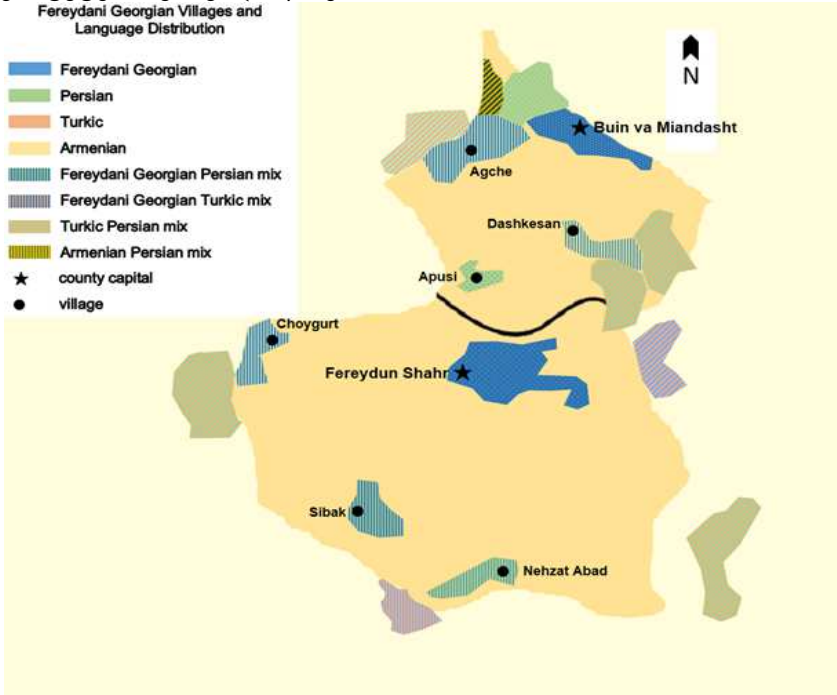 Fereydani Georgian Villages and
Language Distribution
Fereydani Georgian
Persian
Turkic
Armenian
Fereydani Georgian Persian mix
Fereydani Georgian Turkic mix
Turkic Persian mix
Armenian Persian mix
county capital
village
N
Buin va Miandasht
Agche
Dashkesan
Apusi
Choygurt
Fereydun Shahr
Sibak
Nehzat Abad